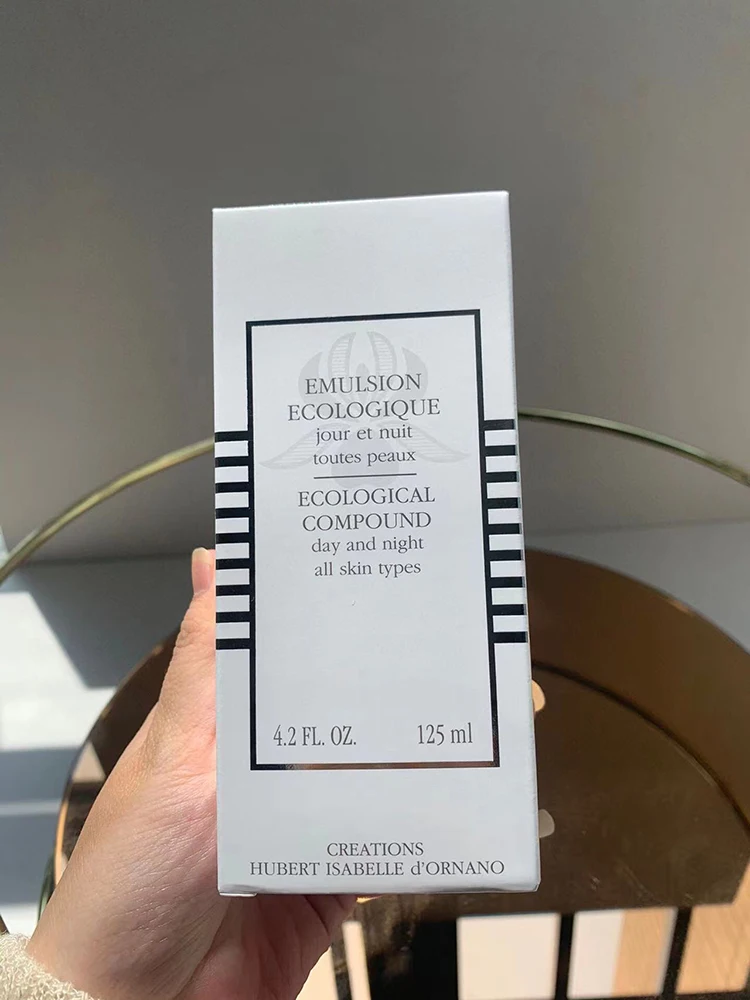 EMULSION
ECOLOGIQUE
jour et nuit
toutes peaux
ECOLOGICAL
COMPOUND
day and night
all skin types
4.2 FL. OZ. 125 ml
CREATIONS
HUBERT ISABELLE d'ORNANO